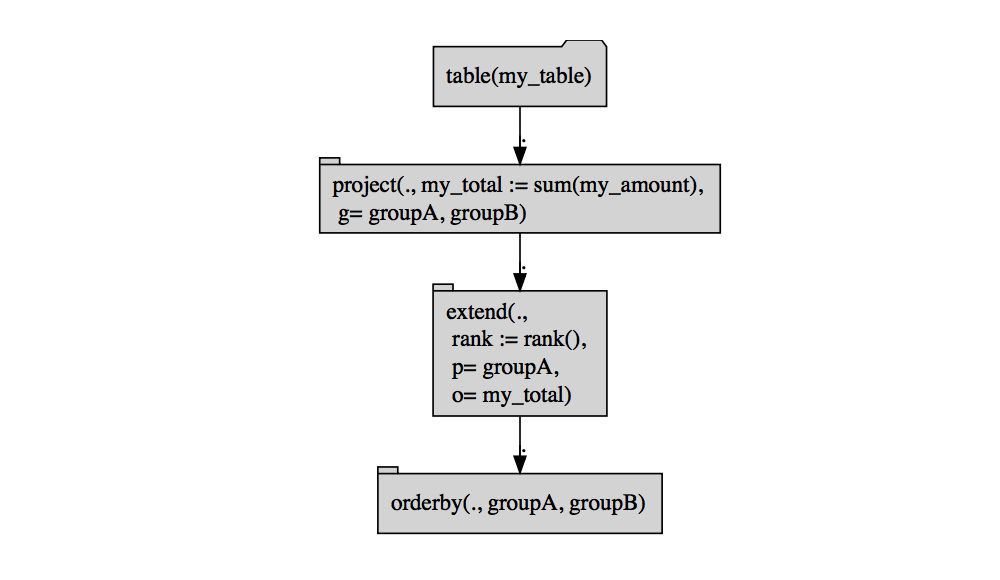 table(my_table)
.
project(., my_total := sum(my_amount),
g= groupA, groupB)
.
extend(.,
rank := rank(),
p= groupA,
o= my_total)
.
orderby(., groupA, groupB)